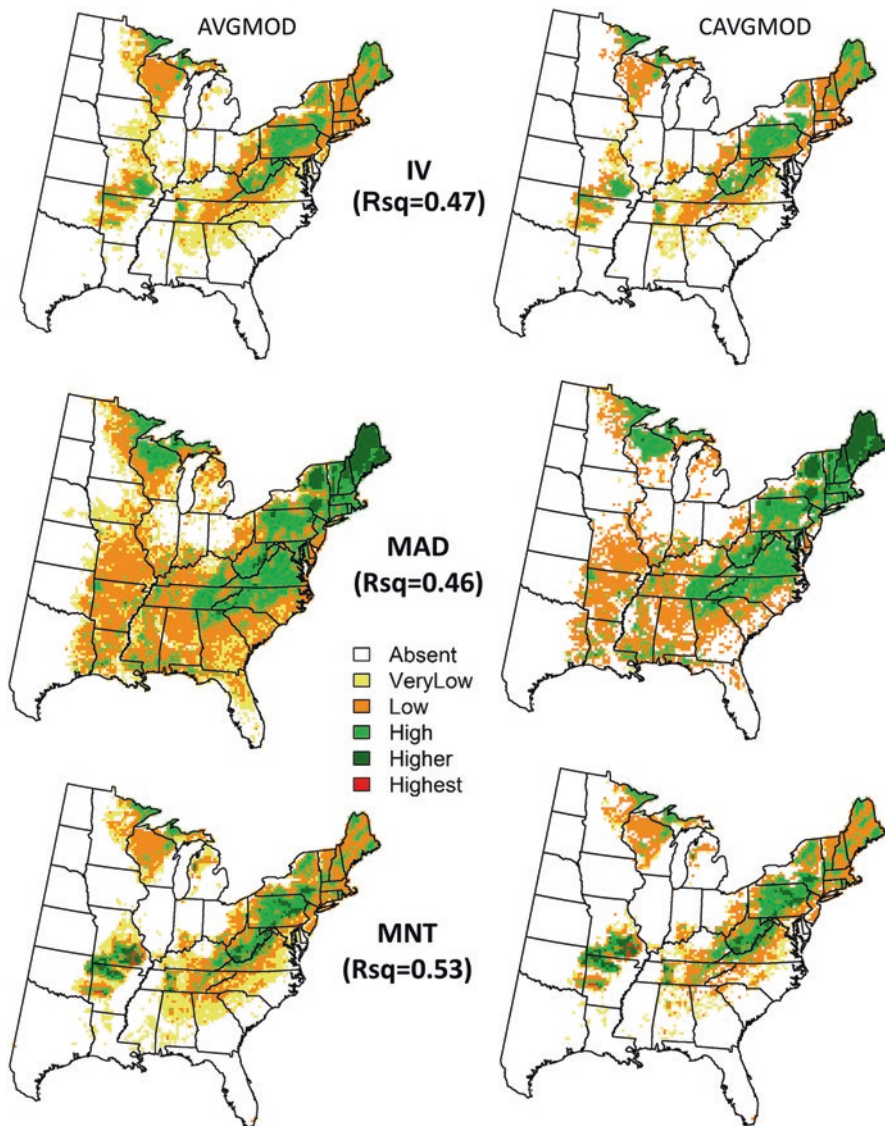 AVGMOD
CAVGMOD
IV
(Rsq=0.47)
MAD
(Rsq=0.46)
Absent
VeryLow
Low
High
Higher
Highest
MNT
(Rsq=0.53)